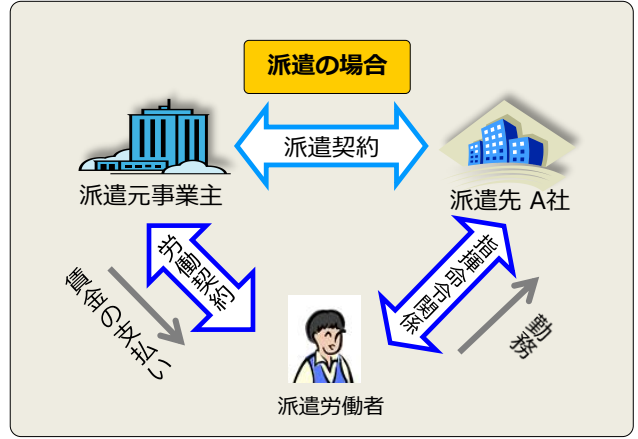 派遣の場合
派遣契約
派遣元事業主
派遣先 A社
労働契約
指揮命令関係
賃金の支払い
勤務
派遣労働者